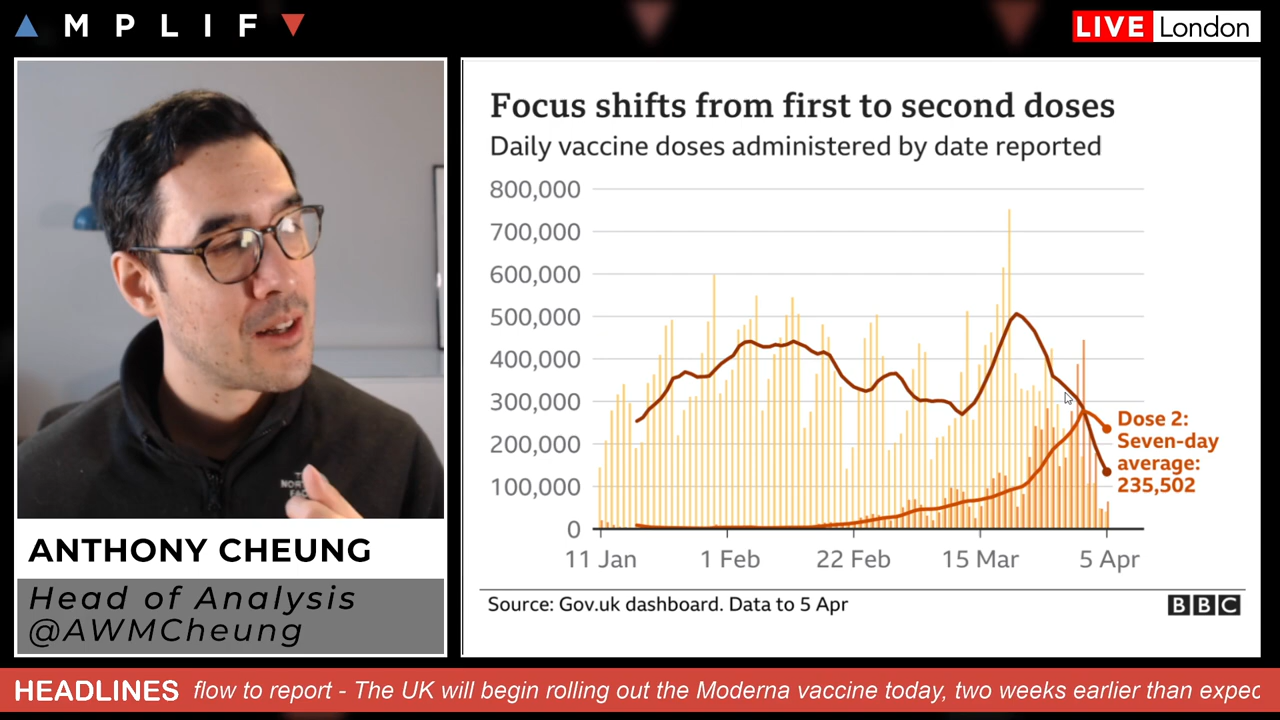 AMPLIFY
LIVE London
Focus shifts from first to second doses
Daily vaccine doses administered by date reported
800,000
700,000
600,000
500,000
400,000
300,000
200,000
100,000
0
11 Jan
1 Feb
22 Feb
15 Mar
5 Apr
Dose 2:
Seven-day
average:
235,502
Source: Gov.uk dashboard. Data to 5 Apr
BBC
ANTHONY CHEUNG
Head of Analysis
@AWMCheung
HEADLINES flow to report - The UK will begin rolling out the Moderna vaccine today, two weeks earlier than expec